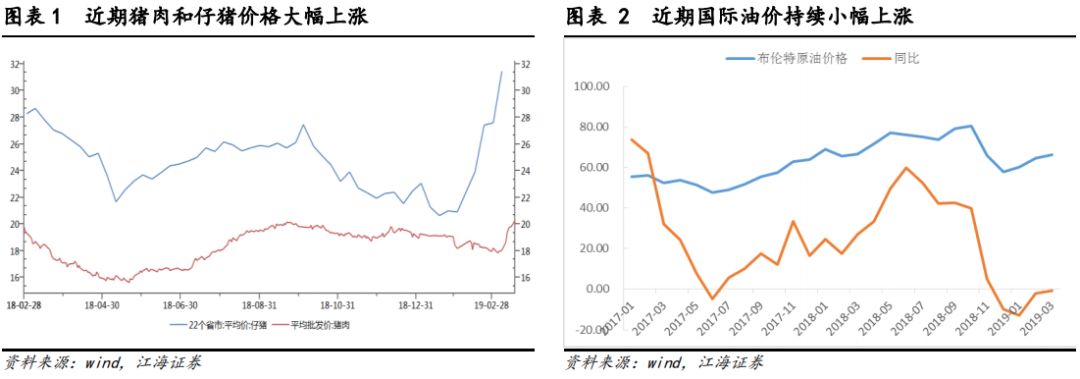 图表 1 近期猪肉和仔猪价格大幅上涨
32 32
30 30
28 28
26 26
24 24
22 22
20 20
18 18
16 16
18-02-28 18-04-30 18-06-30 18-08-31 18-10-31 18-12-31 19-02-28
22个省市:平均价:仔猪 平均批发价:猪肉
资料来源：wind，江海证券
图表 2 近期国际油价持续小幅上涨
布伦特原油价格 同比
100.00
80.00
60.00
40.00
20.00
0.00
-20.00
2017-01 2017-03 2017-05 2017-07 2017-09 2017-11 2018-01 2018-03 2018-05 2018-07 2018-09 2018-11 2019-01 2019-03
资料来源：wind，江海证券